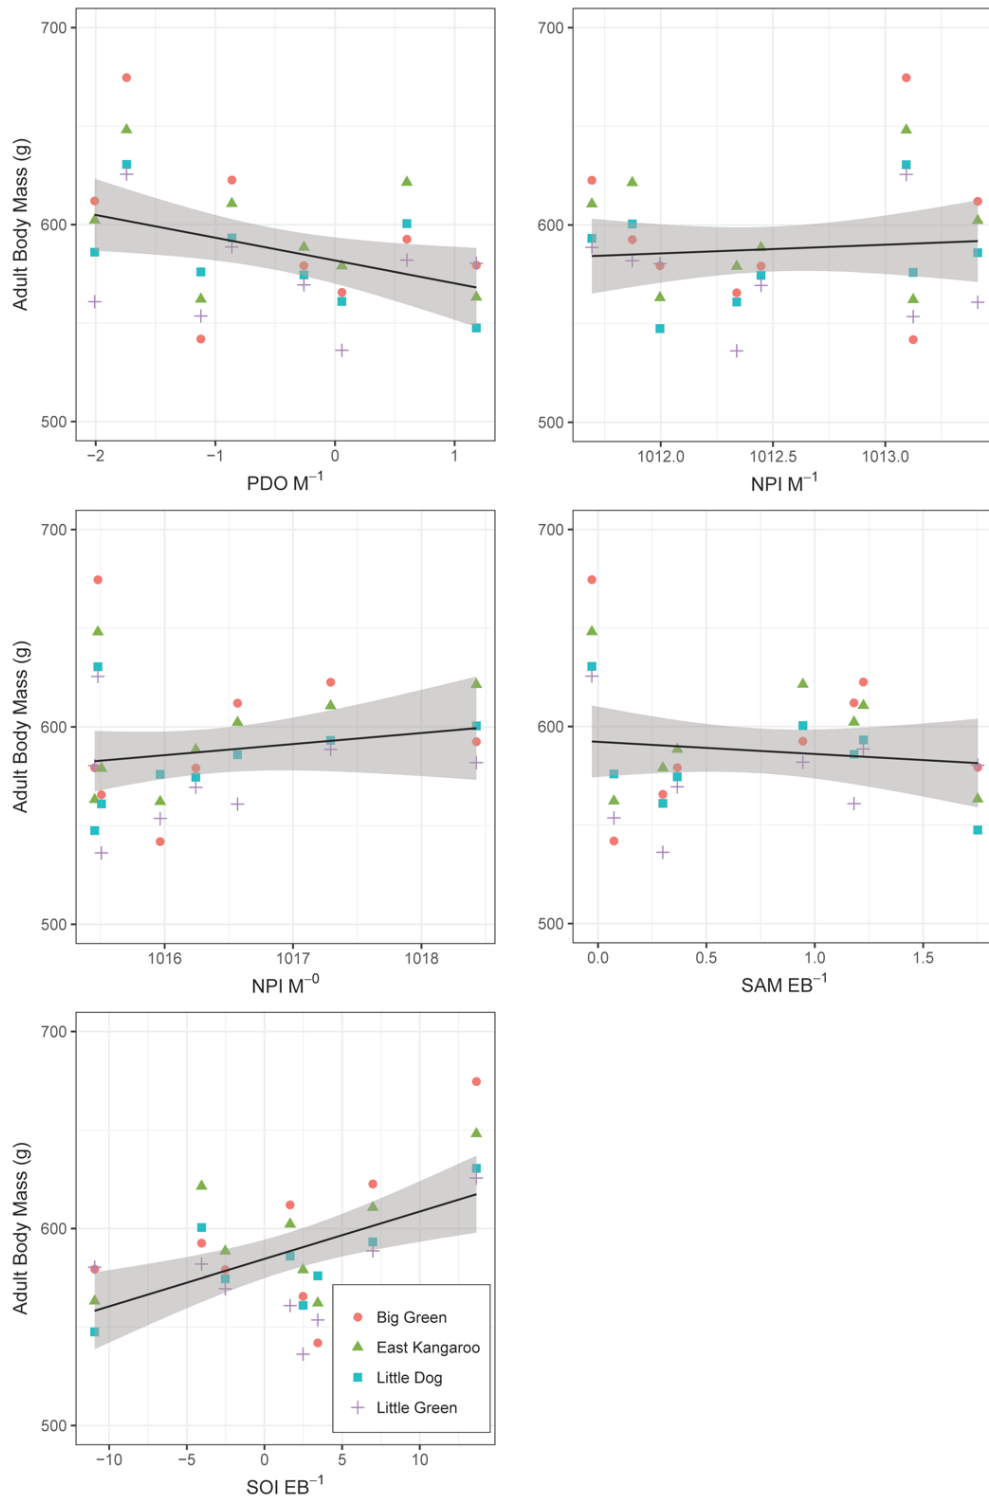 700
600
500
Adult Body Mass (g)
−2 −1 0 1
PDO M⁻¹
700
600
500
1012.0 1012.5 1013.0
NPI M⁻¹
700
600
500
Adult Body Mass (g)
1016 1017 1018
NPI M⁻⁰
700
600
500
0.0 0.5 1.0 1.5
SAM EB⁻¹
700
600
500
Adult Body Mass (g)
−10 −5 0 5 10
SOI EB⁻¹
Big Green
East Kangaroo
Little Dog
Little Green